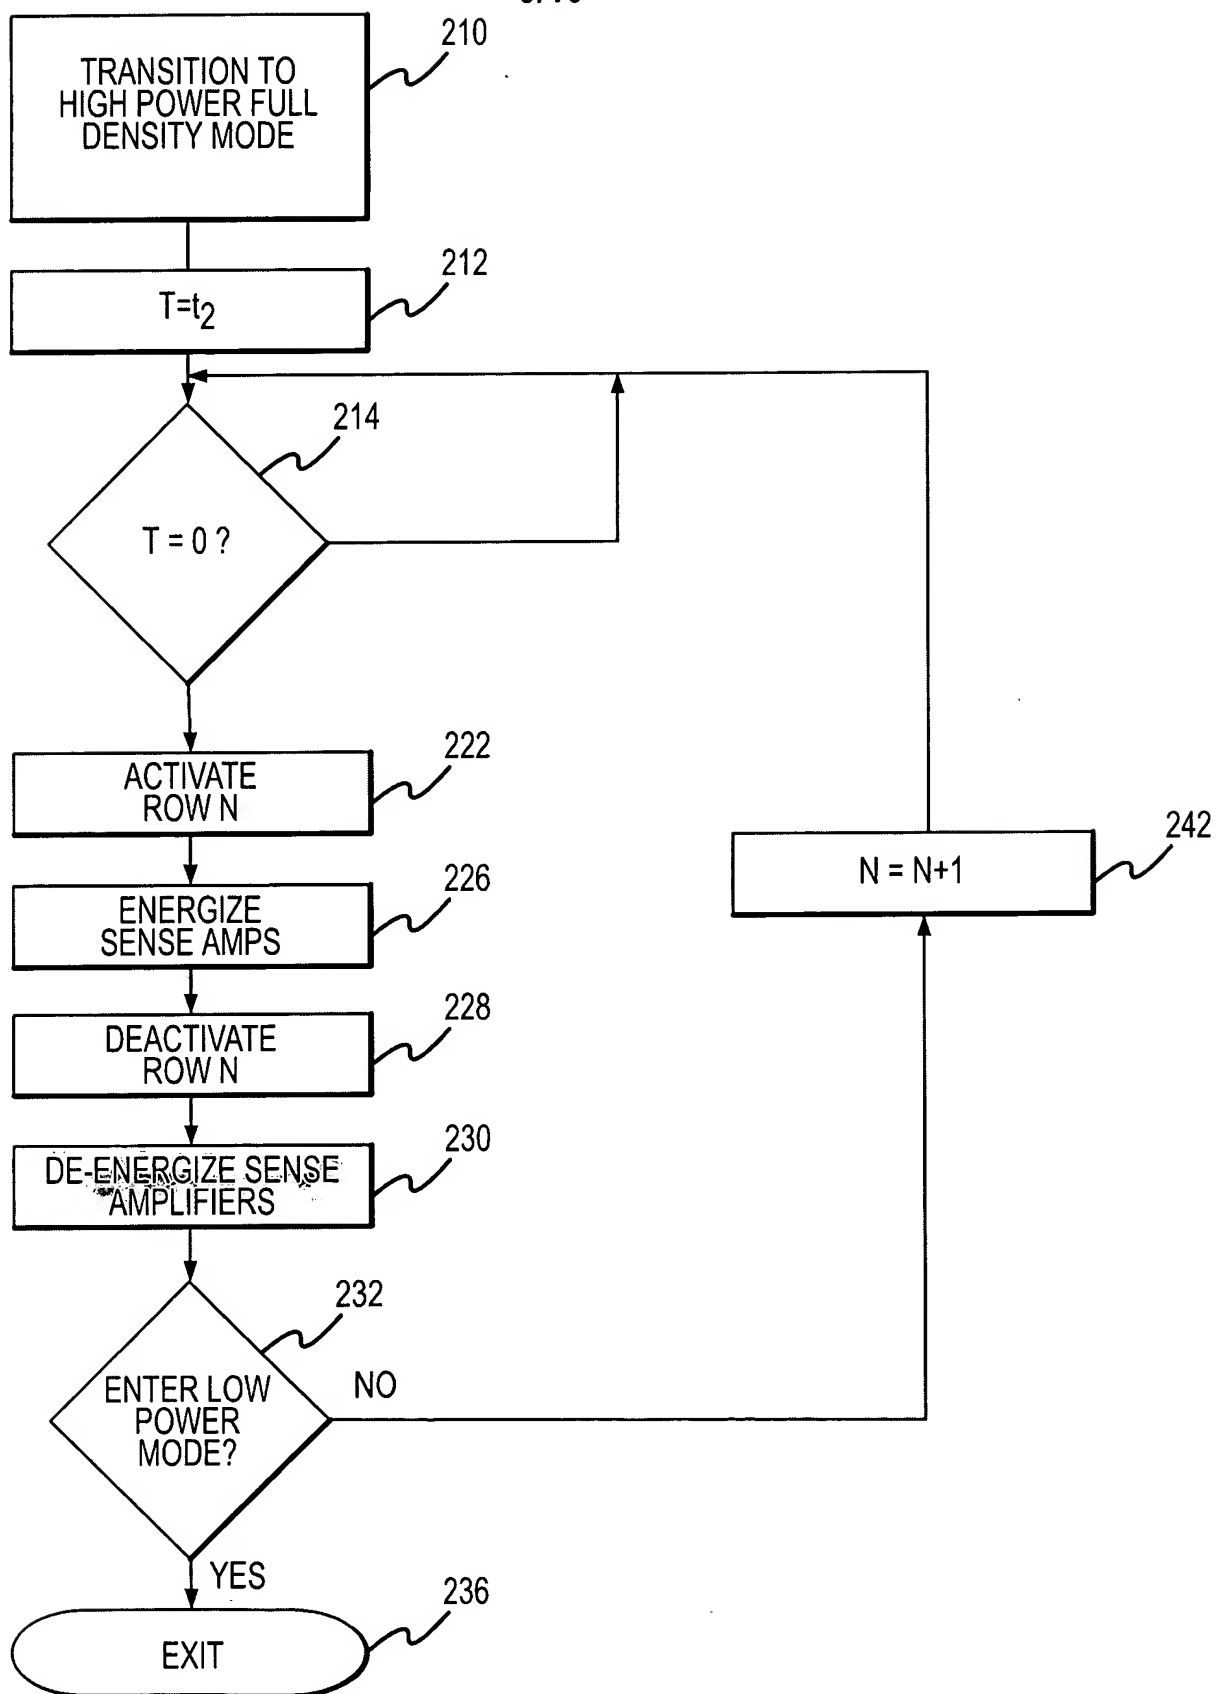 210
TRANSITION TO
HIGH POWER FULL
DENSITY MODE
212
T=t2
214
T = 0 ?
222
ACTIVATE
ROW N
242
N = N+1
226
ENERGIZE
SENSE AMPS
228
DEACTIVATE
ROW N
230
DE-ENERGIZE SENSE
AMPLIFIERS
232
ENTER LOW
POWER
MODE?
NO
YES
236
EXIT